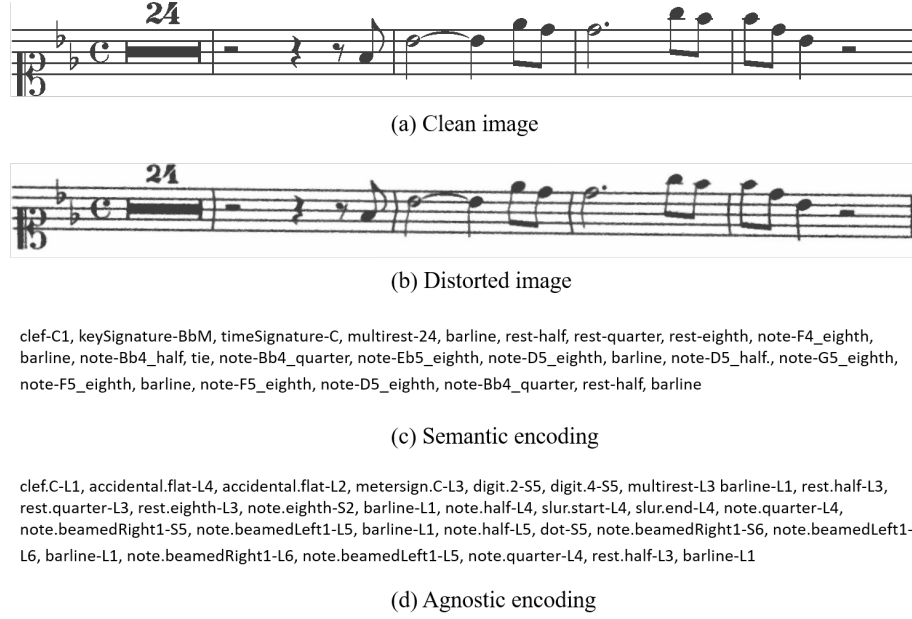 24
(a) Clean image
24
(b) Distorted image
clef-C1, keySignature-BbM, timeSignature-C, multirest-24, barline, rest-half, rest-quarter, rest-eighth, note-F4_eighth,
barline, note-Bb4_half, tie, note-Bb4_quarter, note-Eb5_eighth, note-D5_eighth, barline, note-D5_half., note-G5_eighth,
note-F5_eighth, barline, note-F5_eighth, note-D5_eighth, note-Bb4_quarter, rest-half, barline
(c) Semantic encoding
clef.C-L1, accidental.flat-L4, accidental.flat-L2, metersign.C-L3, digit.2-S5, digit.4-S5, multirest-L3 barline-L1, rest.half-L3,
rest.quarter-L3, rest.eighth-L3, note.eighth-S2, barline-L1, note.half-L4, slur.start-L4, slur.end-L4, note.quarter-L4,
note.beamedRight1-S5, note.beamedLeft1-L5, barline-L1, note.half-L5, dot-S5, note.beamedRight1-S6, note.beamedLeft1-
L6, barline-L1, note.beamedRight1-L6, note.beamedLeft1-L5, note.quarter-L4, rest.half-L3, barline-L1
(d) Agnostic encoding